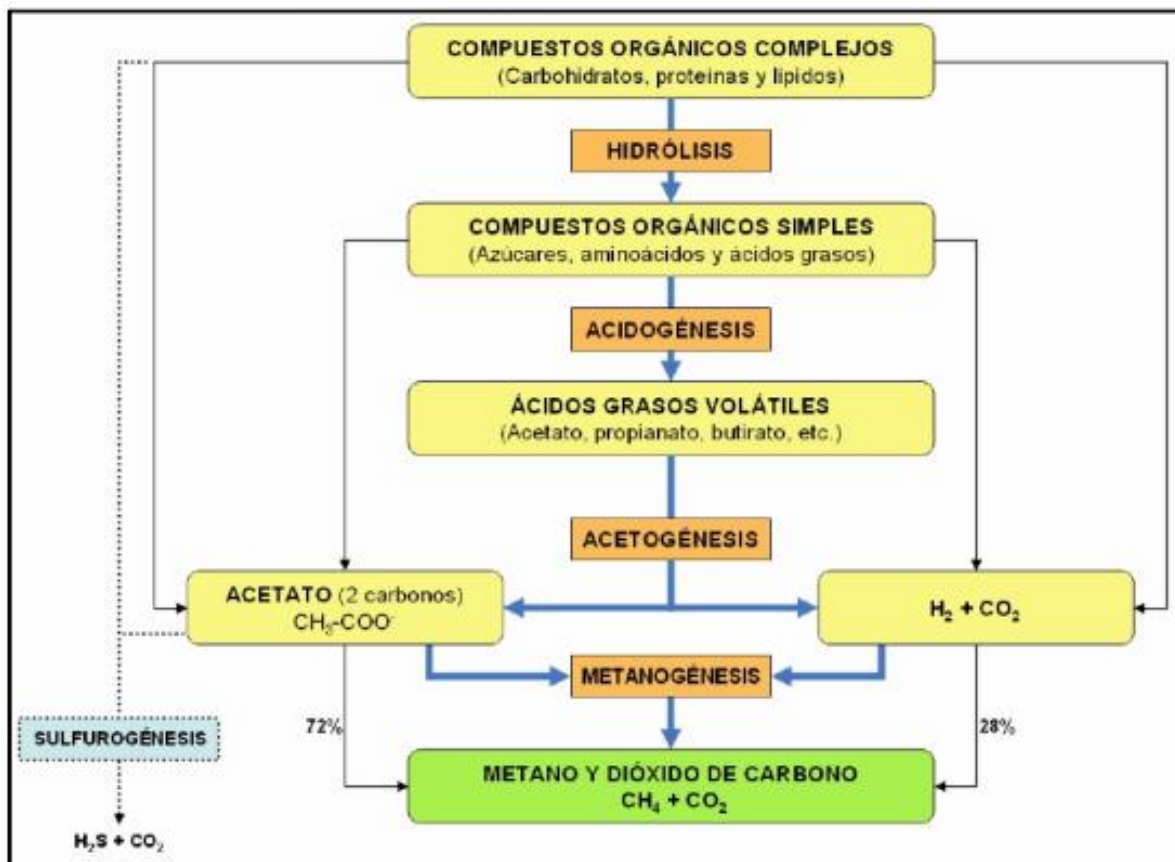 COMPUESTOS ORGÁNICOS COMPLEJOS
(Carbohidratos, proteínas y lipidos)
HIDRÓLISIS
COMPUESTOS ORGÁNICOS SIMPLES
(Azúcares, aminoácidos y ácidos grasos)
ACIDOGÉNESIS
ÁCIDOS GRASOS VOLÁTILES
(Acetato, propianato, butirato, etc.)
ACETOGÉNESIS
ACETATO (2 carbonos)
CH₃-COO⁻
H₂ + CO₂
METANOGÉNESIS
72%
28%
SULFUROGÉNESIS
METANO Y DIÓXIDO DE CARBONO
CH₄ + CO₂
H₂S + CO₂